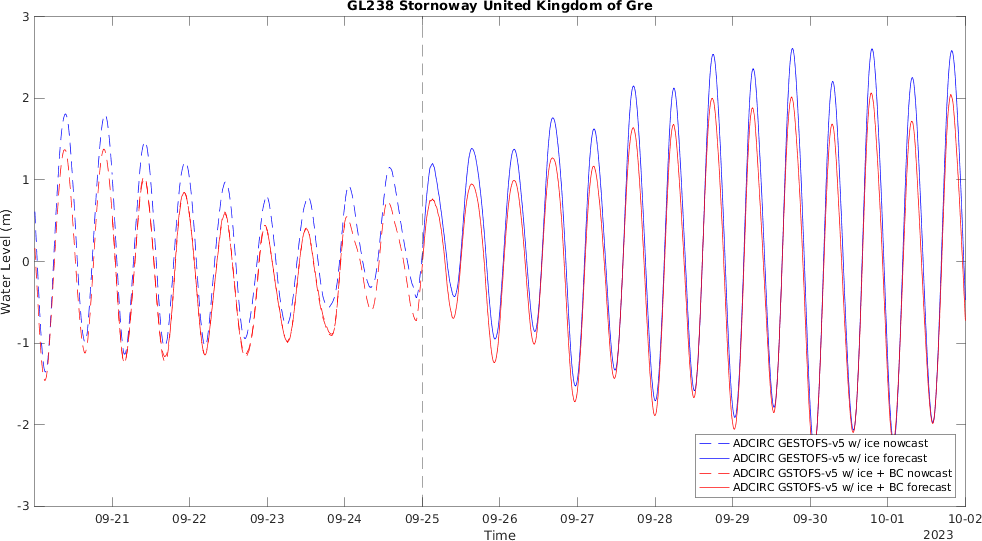 GL238 Stornoway United Kingdom of Gre
3
2
1
0
-1
-2
-3
Water Level (m)
ADCIRC GESTOFS-v5 w/ ice nowcast
ADCIRC GESTOFS-v5 w/ ice forecast
ADCIRC GSTOFS-v5 w/ ice + BC nowcast
ADCIRC GSTOFS-v5 w/ ice + BC forecast
09-21 09-22 09-23 09-24 09-25 09-26 09-27 09-28 09-29 09-30 10-01 10-02
Time
2023